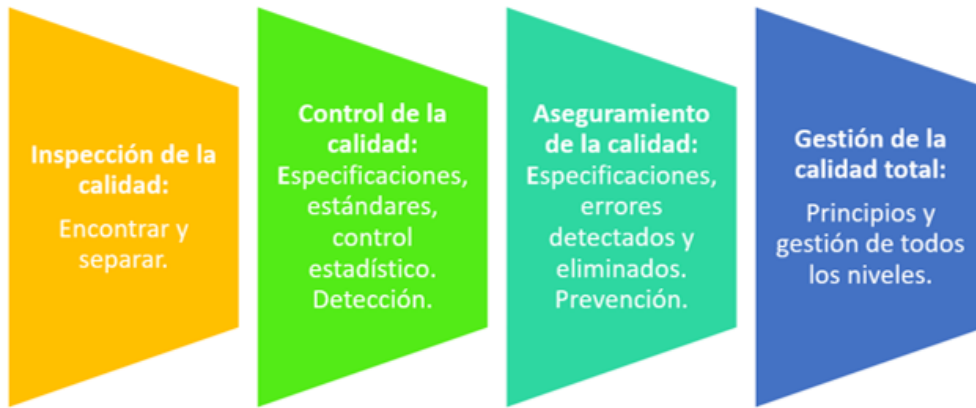 Inspección de la
calidad:
Encontrar y
separar.
Control de la
calidad:
Especificaciones,
estándares,
control
estadístico.
Detección.
Aseguramiento
de la calidad:
Especificaciones,
errores
detectados y
eliminados.
Prevención.
Gestión de la
calidad total:
Principios y
gestión de todos
los niveles.